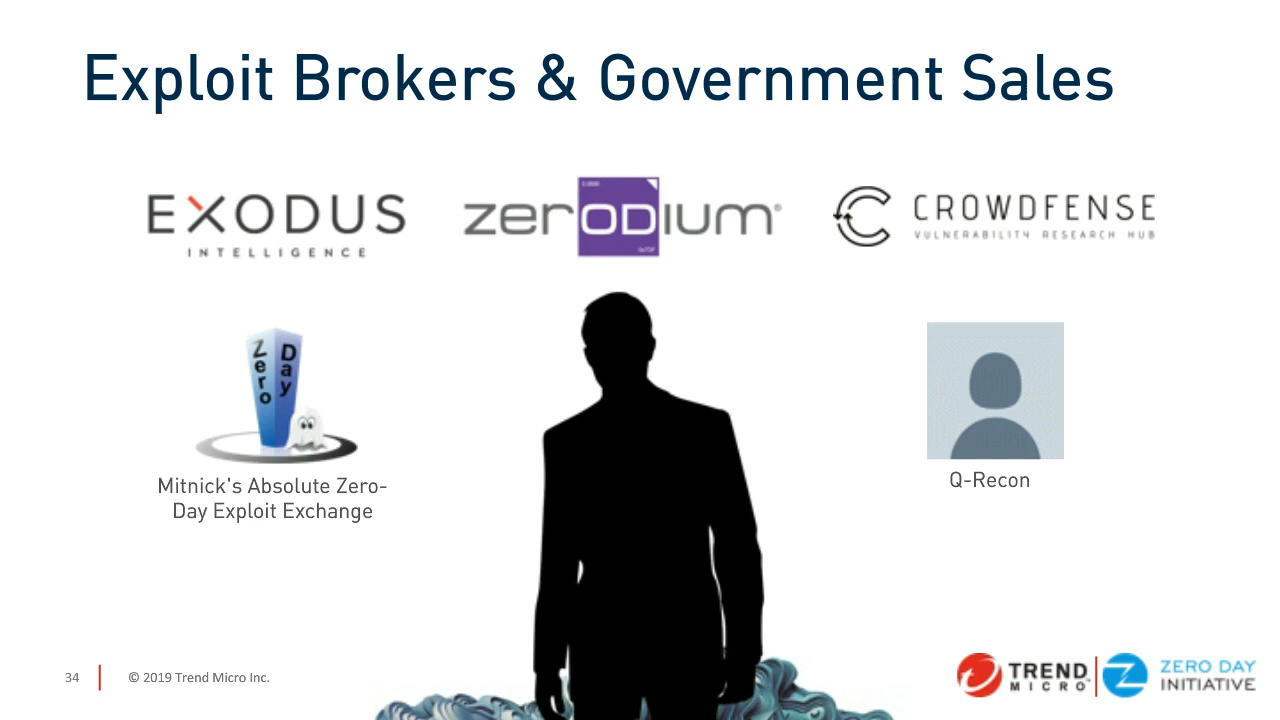 Exploit Brokers & Government Sales
EXODUS
INTELLIGENCE
zerODium®
CROWDFENSE
VULNERABILITY RESEARCH HUB
Zero Day
Mitnick's Absolute Zero-
Day Exploit Exchange
Q-Recon
34
© 2019 Trend Micro Inc.
TREND
MICRO™
ZERO DAY
INITIATIVE